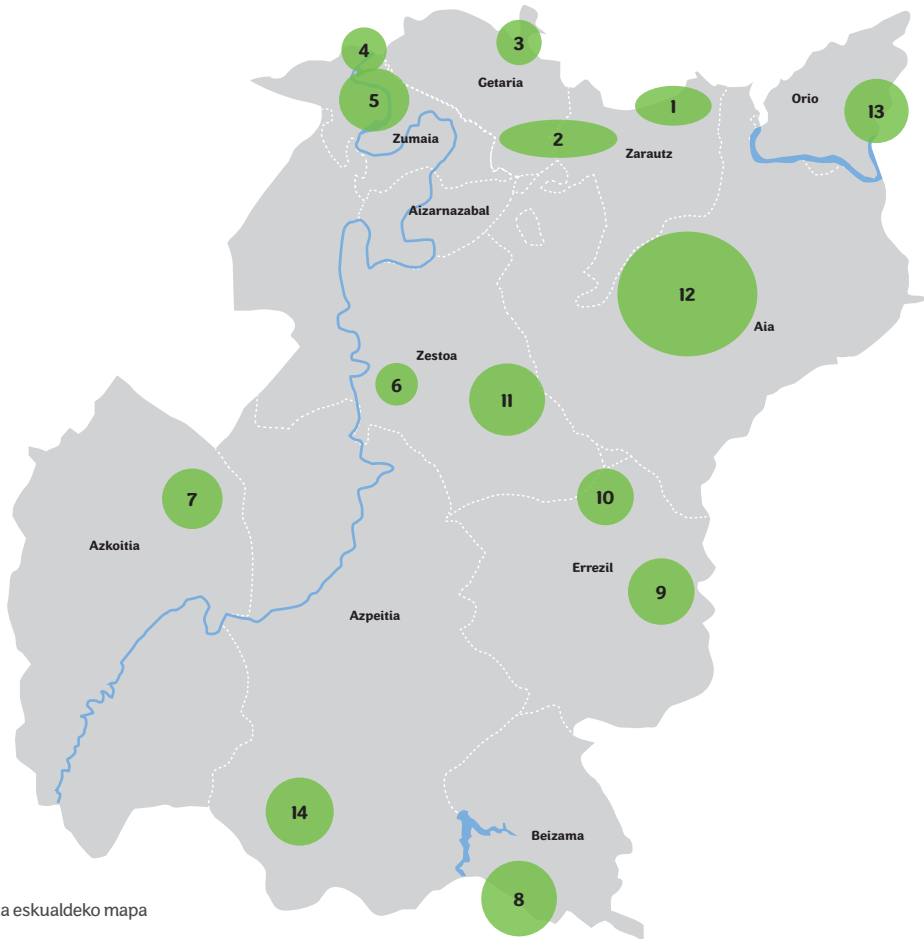 3
4
Getaria
Orio
5
1
13
2
Zumaia
Zarautz
Aizarnazabal
12
Aia
Zestoa
6
11
7
10
Azkoitia
Errezil
9
Azpeitia
14
Beizama
8
a eskualdeko mapa